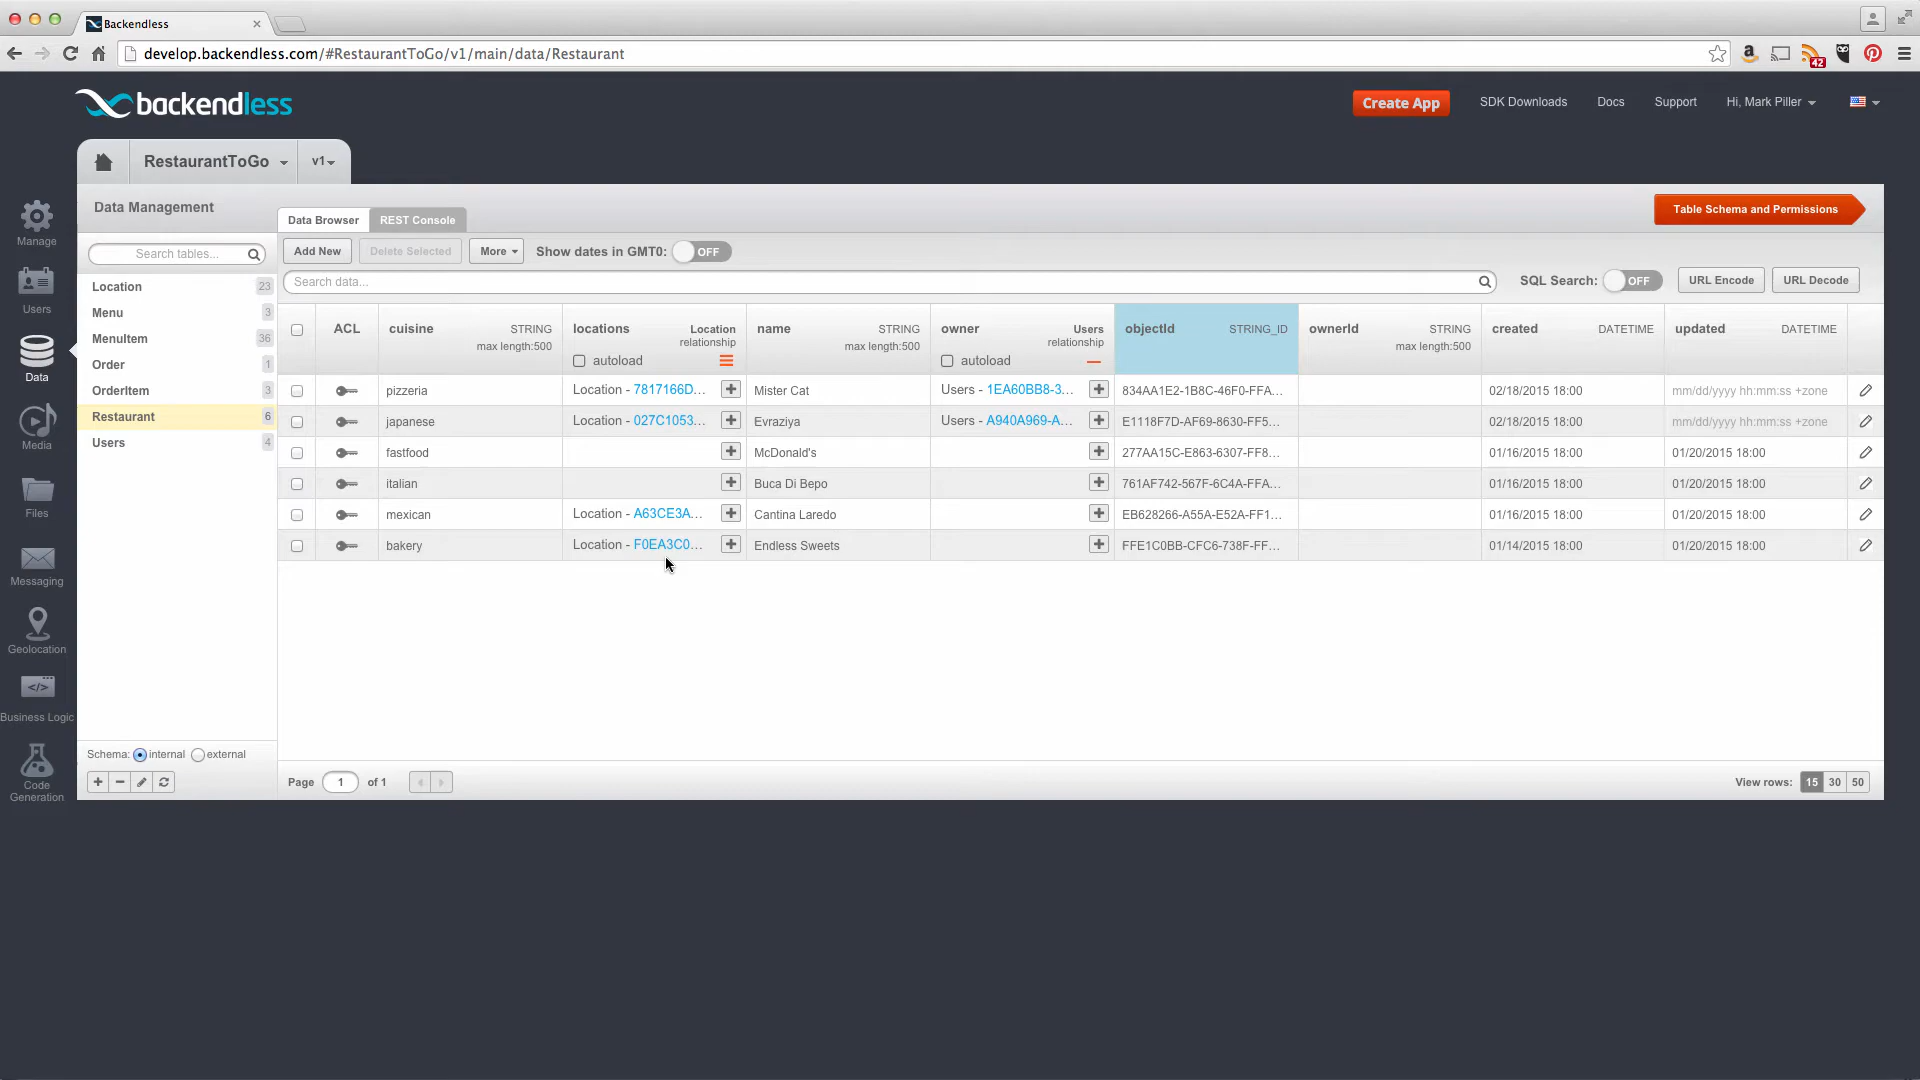 Backendless
develop.backendless.com/#RestaurantToGo/v1/main/data/Restaurant
42
backendless
Create App
SDK Downloads
Docs
Support
Hi, Mark Piller
RestaurantToGo
v1
Manage
Users
Data
Media
Files
Messaging
Geolocation
Business Logic
Code
Generation
Data Management
Data Browser
REST Console
Table Schema and Permissions
Search tables...
Location 23
Menu 3
MenuItem 36
Order 1
OrderItem 3
Restaurant 6
Users 4
Schema: internal external
Add New
Delete Selected
More
Show dates in GMT0: OFF
Search data...
SQL Search: OFF
URL Encode
URL Decode
ACL
cuisine STRING
max length:500
locations Location
relationship
autoload
name STRING
max length:500
owner Users
relationship
autoload
objectId STRING_ID
ownerId STRING
max length:500
created DATETIME
updated DATETIME
pizzeria Location - 7817166D... Mister Cat Users - 1EA60BB8-3... 834AA1E2-1B8C-46F0-FFA... 02/18/2015 18:00 mm/dd/yyyy hh:mm:ss +zone
japanese Location - 027C1053... Evraziya Users - A940A969-A... E1118F7D-AF69-8630-FF5... 02/18/2015 18:00 mm/dd/yyyy hh:mm:ss +zone
fastfood McDonald's 277AA15C-E863-6307-FF8... 01/16/2015 18:00 01/20/2015 18:00
italian Buca Di Bepo 761AF742-567F-6C4A-FFA... 01/16/2015 18:00 01/20/2015 18:00
mexican Location - A63CE3A... Cantina Laredo EB628266-A55A-E52A-FF1... 01/16/2015 18:00 01/20/2015 18:00
bakery Location - F0EA3C0... Endless Sweets FFE1C0BB-CFC6-738F-FF... 01/14/2015 18:00 01/20/2015 18:00
Page 1 of 1
View rows: 15 30 50